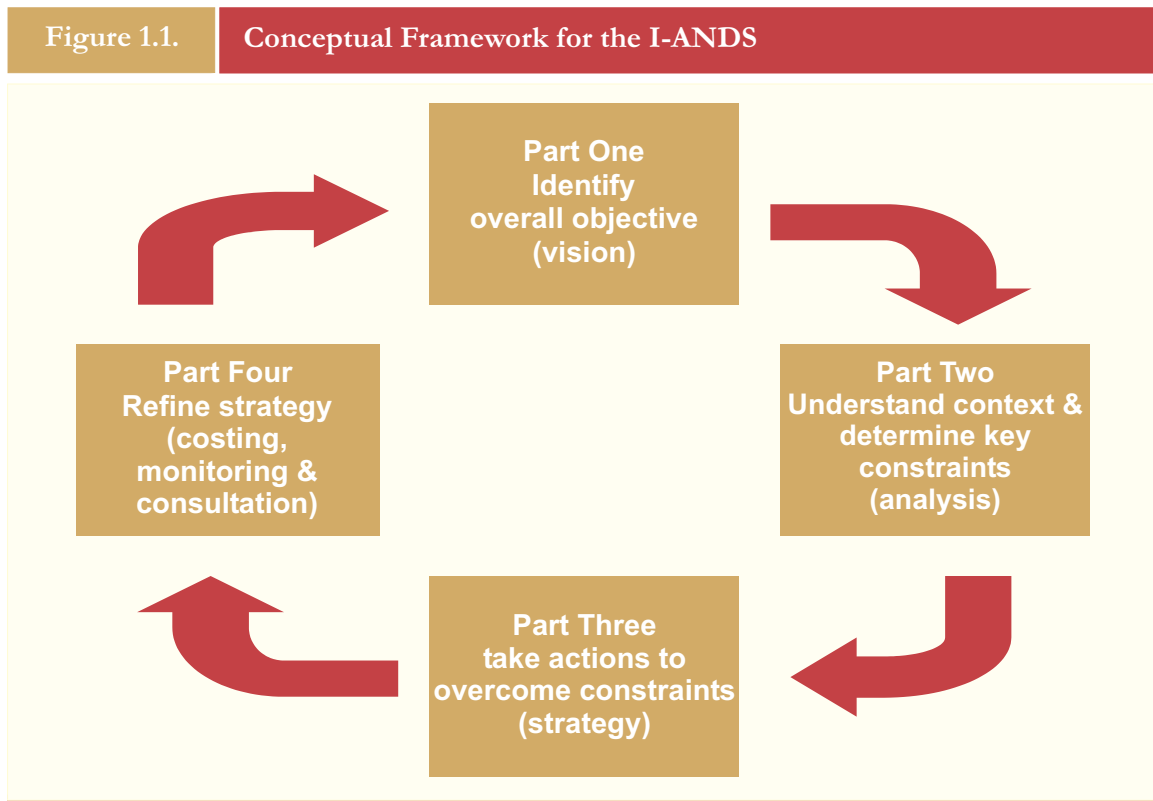 Figure 1.1.
Conceptual Framework for the I-ANDS
Part One
Identify
overall objective
(vision)
Part Two
Understand context &
determine key
constraints
(analysis)
Part Three
take actions to
overcome constraints
(strategy)
Part Four
Refine strategy
(costing,
monitoring &
consultation)